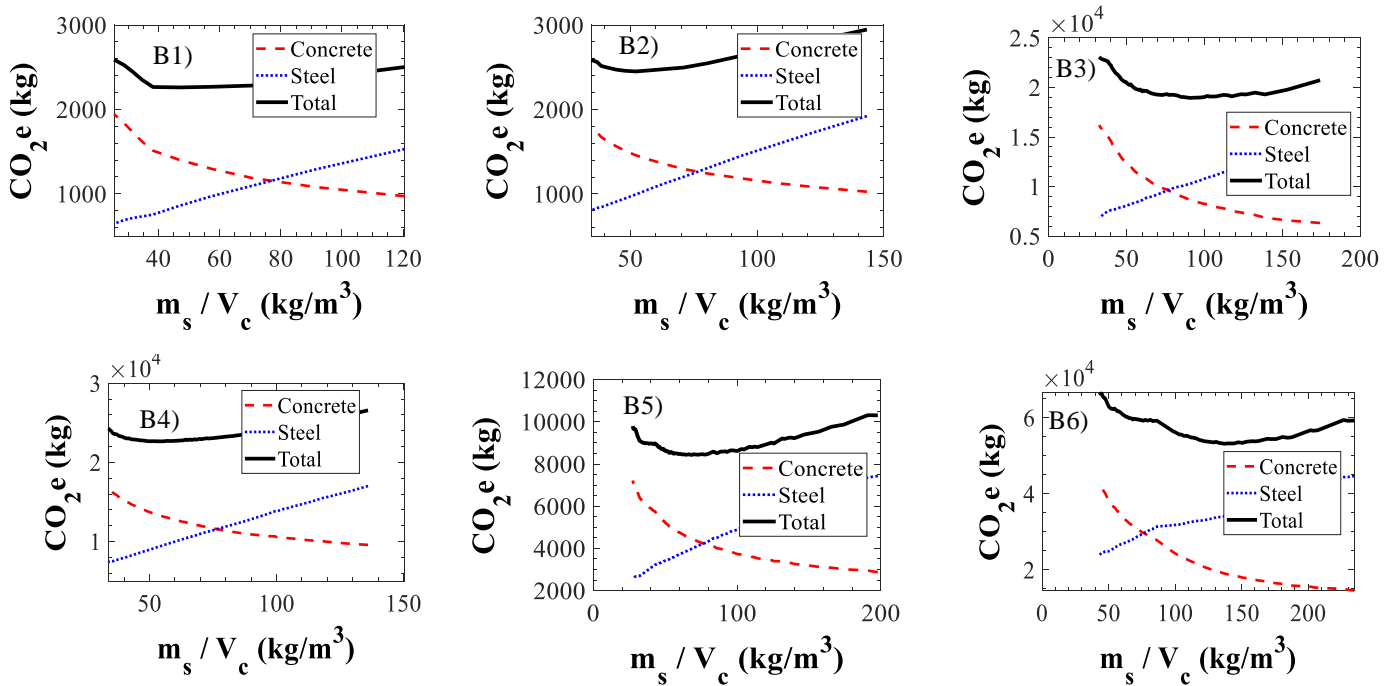 B1)
3000
2000
1000
CO2e (kg)
Concrete
Steel
Total
40 60 80 100 120
ms / Vc (kg/m3)
B2)
3000
2000
1000
CO2e (kg)
Concrete
Steel
Total
50 100 150
ms / Vc (kg/m3)
×10^4
B3)
2.5
2
1.5
1
0.5
CO2e (kg)
Concrete
Steel
Total
0 50 100 150 200
ms / Vc (kg/m3)
×10^4
B4)
3
2
1
CO2e (kg)
Concrete
Steel
Total
50 100 150
ms / Vc (kg/m3)
B5)
12000
10000
8000
6000
4000
2000
CO2e (kg)
Concrete
Steel
Total
0 100 200
ms / Vc (kg/m3)
×10^4
B6)
6
4
2
CO2e (kg)
Concrete
Steel
Total
0 50 100 150 200
ms / Vc (kg/m3)